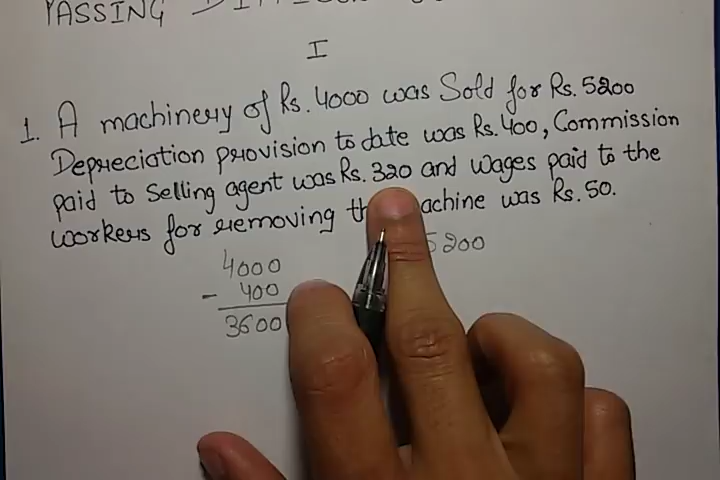 PASSING
I
1. A machinery of Rs. 4000 was Sold for Rs. 5200
Depreciation provision to date was Rs. 400, Commission
paid to Selling agent was Rs. 320 and wages paid to the
workers for removing th achine was Rs. 50.
4000 5200
- 400
3600